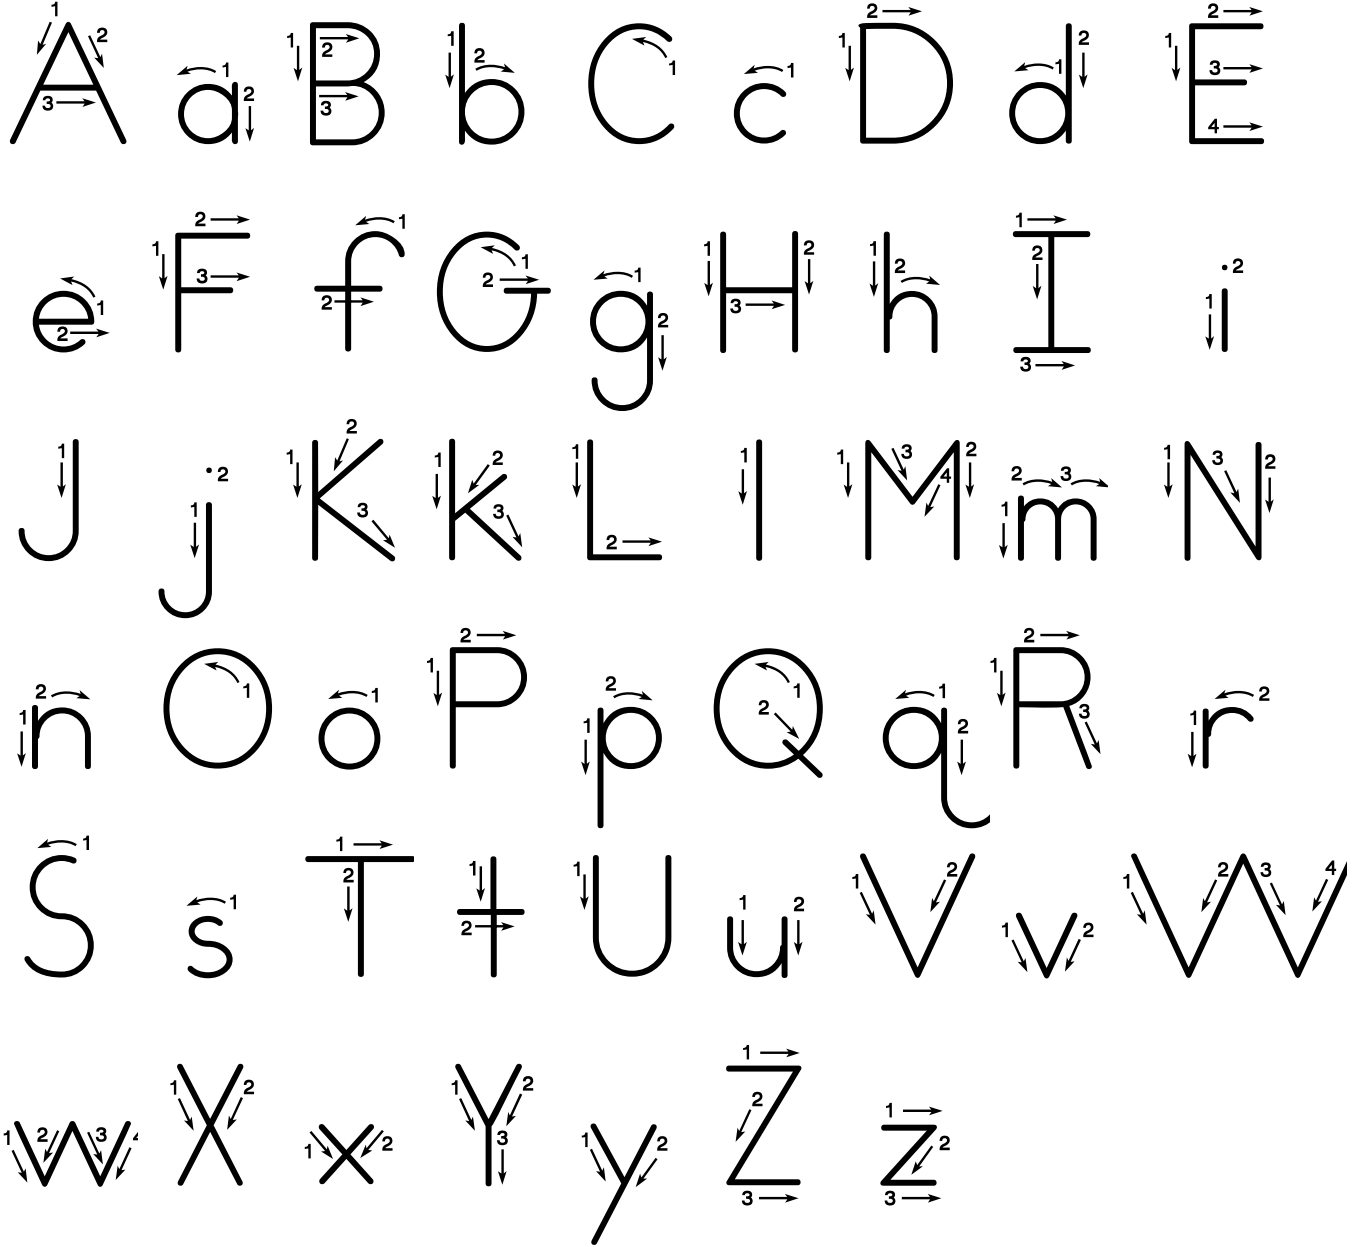 A a B b C c D d E
e F f G g H h I i
J j K k L l M m N
n O o P p Q q R r
S s T t U u V v W
w X x Y y Z z